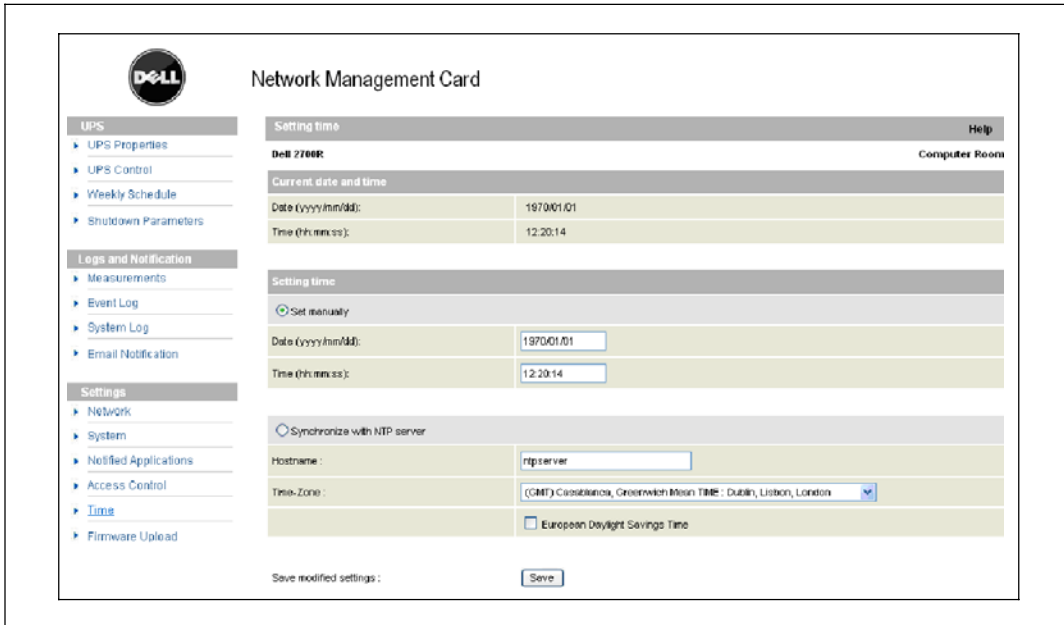 DELL
Network Management Card
UPS
UPS Properties
UPS Control
Weekly Schedule
Shutdown Parameters
Logs and Notification
Measurements
Event Log
System Log
Email Notification
Settings
Network
System
Notified Applications
Access Control
Time
Firmware Upload
Setting time
Help
Dell 2700R
Computer Room
Current date and time
Date (yyyy/mm/dd):
1970/01/01
Time (hh:mm:ss):
12:20:14
Setting time
Set manually
Date (yyyy/mm/dd):
1970/01/01
Time (hh:mm:ss):
12:20:14
Synchronize with NTP server
Hostname :
ntpserver
Time-Zone :
(GMT) Casablanca, Greenwich Mean TIME : Dublin, Lisbon, London
European Daylight Savings Time
Save modified settings :
Save